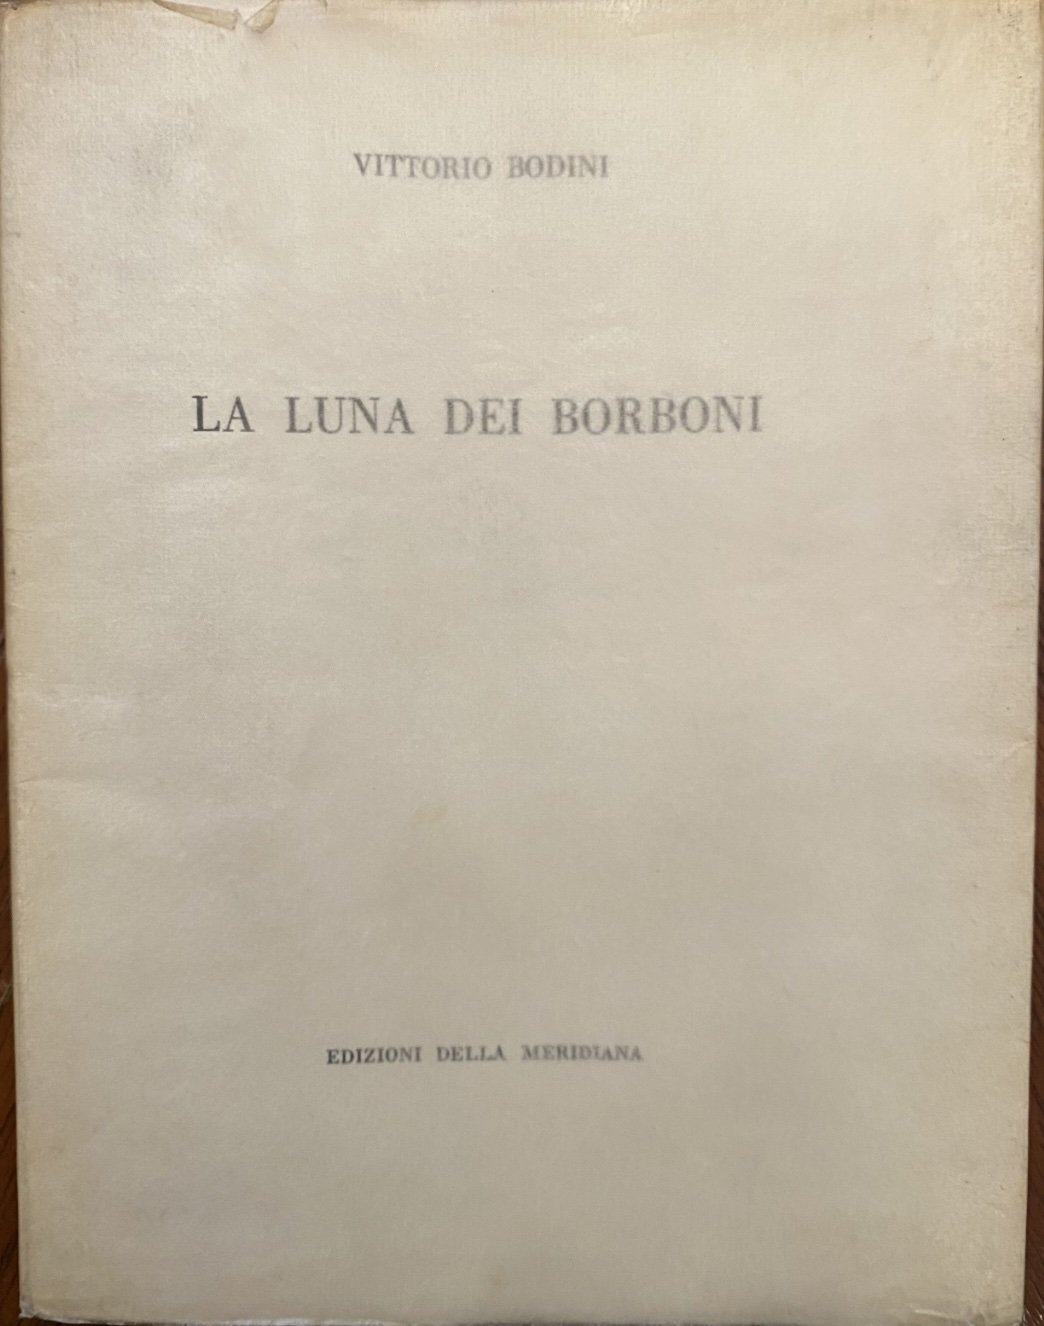 VITTORIO BODINI
LA LUNA DEI BORBONI
EDIZIONI DELLA MERIDIANA